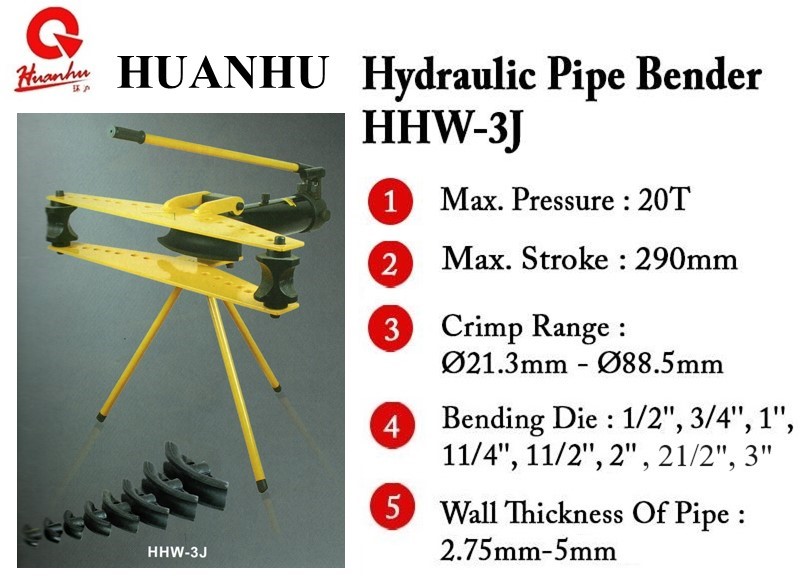 Huanhu
环沪
HUANHU
Hydraulic Pipe Bender
HHW-3J
1 Max. Pressure : 20T
2 Max. Stroke : 290mm
3 Crimp Range :
Ø21.3mm - Ø88.5mm
4 Bending Die : 1/2", 3/4", 1",
11/4", 11/2", 2" , 21/2", 3"
5 Wall Thickness Of Pipe :
2.75mm-5mm
HHW-3J